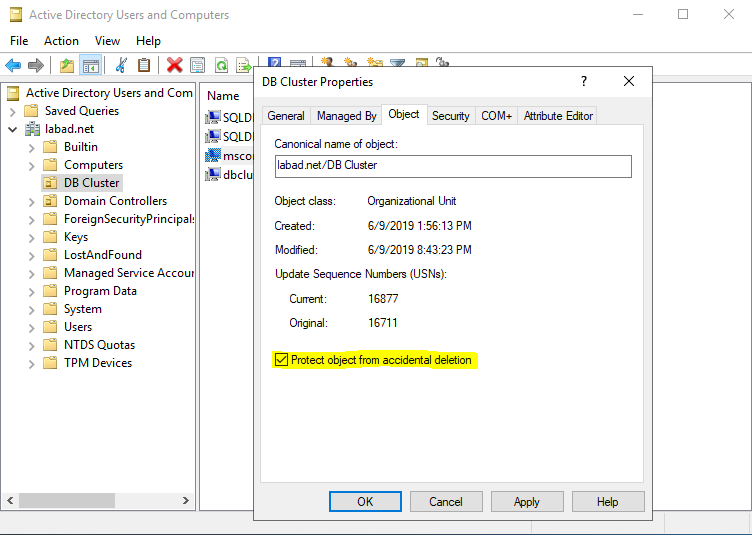 Active Directory Users and Computers
File Action View Help
Active Directory Users and Com
Saved Queries
labad.net
Builtin
Computers
DB Cluster
Domain Controllers
ForeignSecurityPrincipals
Keys
LostAndFound
Managed Service Accour
Program Data
System
Users
NTDS Quotas
TPM Devices
Name
SQLD
SQLD
msco
dbclu
DB Cluster Properties
General Managed By Object Security COM+ Attribute Editor
Canonical name of object:
labad.net/DB Cluster
Object class: Organizational Unit
Created: 6/9/2019 1:56:13 PM
Modified: 6/9/2019 8:43:23 PM
Update Sequence Numbers (USNs):
Current: 16877
Original: 16711
Protect object from accidental deletion
OK Cancel Apply Help